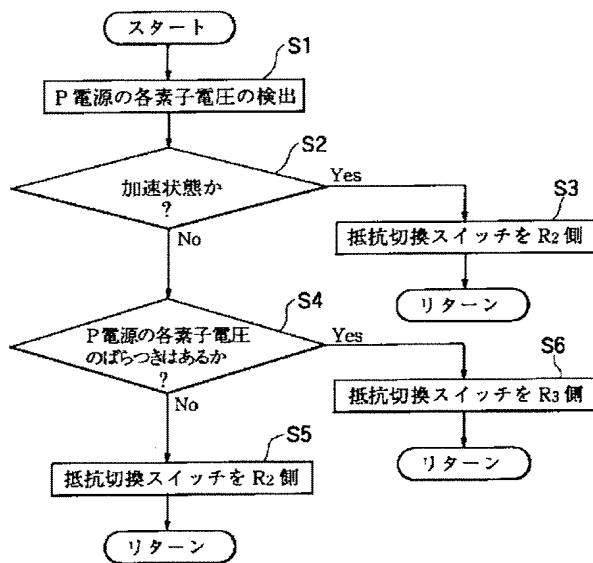 スタート
S1
P電源の各素子電圧の検出
S2
加速状態か
?
Yes
No
S3
抵抗切換スイッチをR2側
リターン
S4
P電源の各素子電圧
のばらつきはあるか
?
Yes
No
S6
抵抗切換スイッチをR3側
リターン
S5
抵抗切換スイッチをR2側
リターン